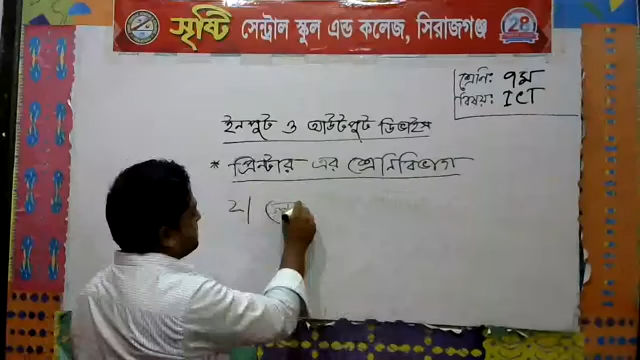 সৃষ্টি সেন্ট্রাল স্কুল এন্ড কলেজ, সিরাজগঞ্জ
শ্রেনি: ৭ম
বিষয়: ICT
ইনপুট ও আউটপুট ডিভাইস
* প্রিন্টার এর শ্রেনিবিভাগ
২।